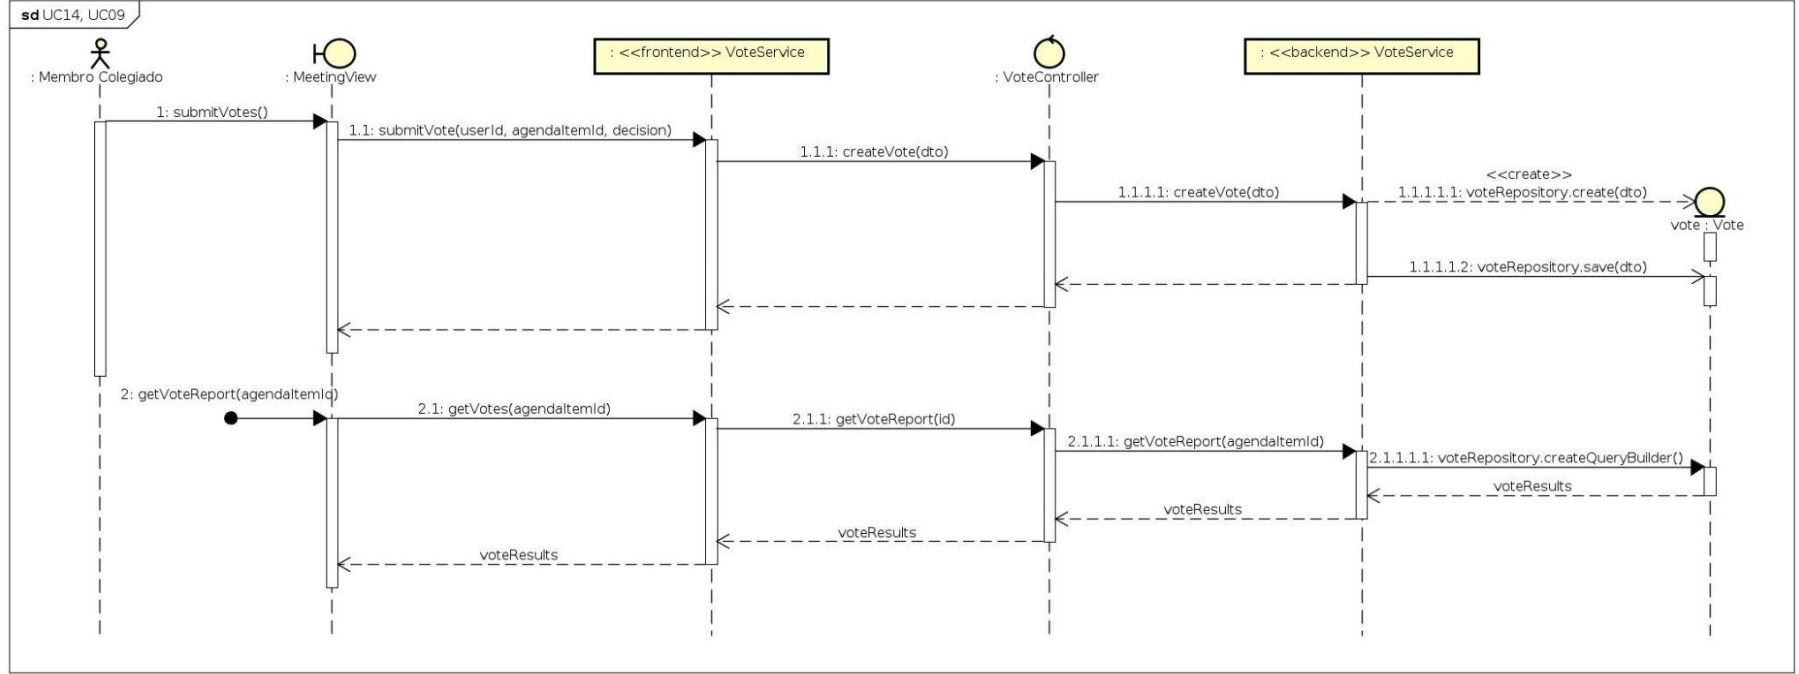 sd UC14, UC09
: Membro Colegiado
: MeetingView
: <<frontend>> VoteService
: VoteController
: <<backend>> VoteService
1: submitVotes()
1.1: submitVote(userId, agendaItemId, decision)
1.1.1: createVote(dto)
<<create>>
1.1.1.1: createVote(dto)
1.1.1.1.1: voteRepository.create(dto)
vote : Vote
1.1.1.1.2: voteRepository.save(dto)
2: getVoteReport(agendaItemId)
2.1: getVotes(agendaItemId)
2.1.1: getVoteReport(id)
2.1.1.1: getVoteReport(agendaItemId)
2.1.1.1.1: voteRepository.createQueryBuilder()
voteResults
voteResults
voteResults
voteResults